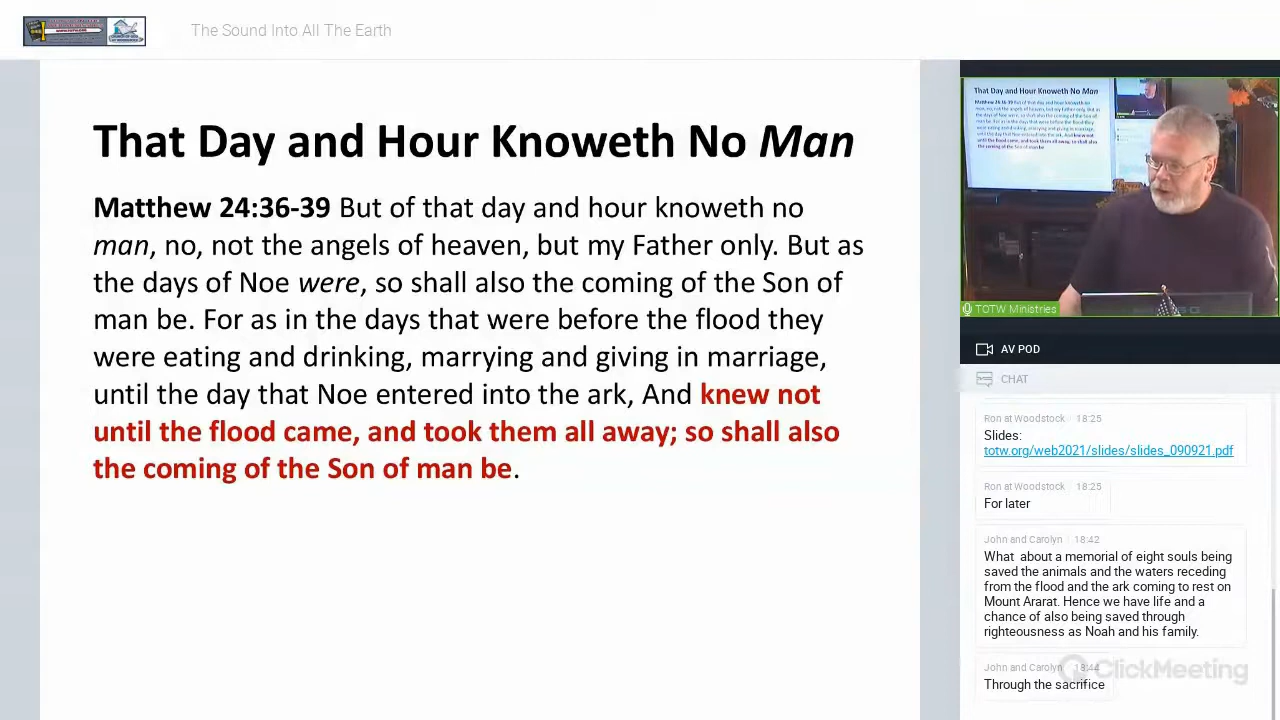 The Sound Into All The Earth
That Day and Hour Knoweth No Man
Matthew 24:36-39 But of that day and hour knoweth no
man, no, not the angels of heaven, but my Father only. But as
the days of Noe were, so shall also the coming of the Son of
man be. For as in the days that were before the flood they
were eating and drinking, marrying and giving in marriage,
until the day that Noe entered into the ark, And knew not
until the flood came, and took them all away; so shall also
the coming of the Son of man be.
That Day and Hour Knoweth No Man
TOTW Ministries
AV POD
CHAT
Ron at Woodstock 18:25
Slides:
totw.org/web2021/slides/slides_090921.pdf
Ron at Woodstock 18:25
For later
John and Carolyn 18:42
What about a memorial of eight souls being
saved the animals and the waters receding
from the flood and the ark coming to rest on
Mount Ararat. Hence we have life and a
chance of also being saved through
righteousness as Noah and his family.
John and Carolyn 18:44
Through the sacrifice
ClickMeeting